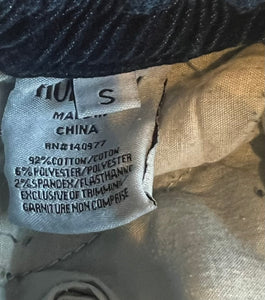 S
MADE IN
CHINA
RN#140977
92%COTTON/COTON
6%POLYESTER/POLYESTER
2%SPANDEX/ELASTHANNE
EXCLUSIVE OF TRIMMING
GARNITURE NON COMPRISE